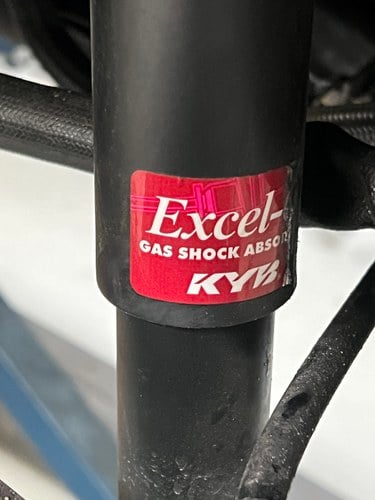 Excel-
GAS SHOCK ABSO
KYB